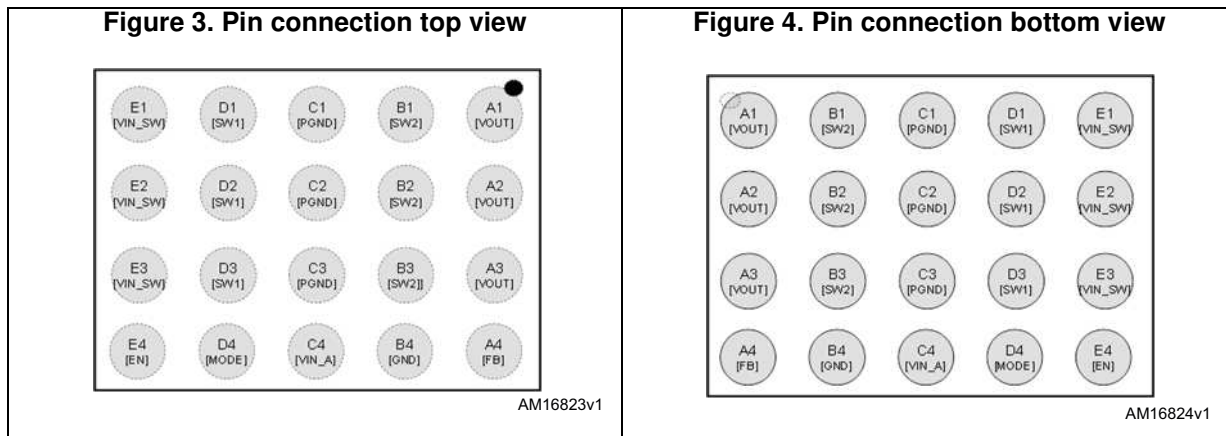 Figure 3. Pin connection top view
E1 D1 C1 B1 A1
[VIN_SW] [SW1] [PGND] [SW2] [VOUT]
E2 D2 C2 B2 A2
[VIN_SW] [SW1] [PGND] [SW2] [VOUT]
E3 D3 C3 B3 A3
[VIN_SW] [SW1] [PGND] [SW2]] [VOUT]
E4 D4 C4 B4 A4
[EN] [MODE] [VIN_A] [GND] [FB]
AM16823v1
Figure 4. Pin connection bottom view
A1 B1 C1 D1 E1
[VOUT] [SW2] [PGND] [SW1] [VIN_SW]
A2 B2 C2 D2 E2
[VOUT] [SW2] [PGND] [SW1] [VIN_SW]
A3 B3 C3 D3 E3
[VOUT] [SW2] [PGND] [SW1] [VIN_SW]
A4 B4 C4 D4 E4
[FB] [GND] [VIN_A] [MODE] [EN]
AM16824v1